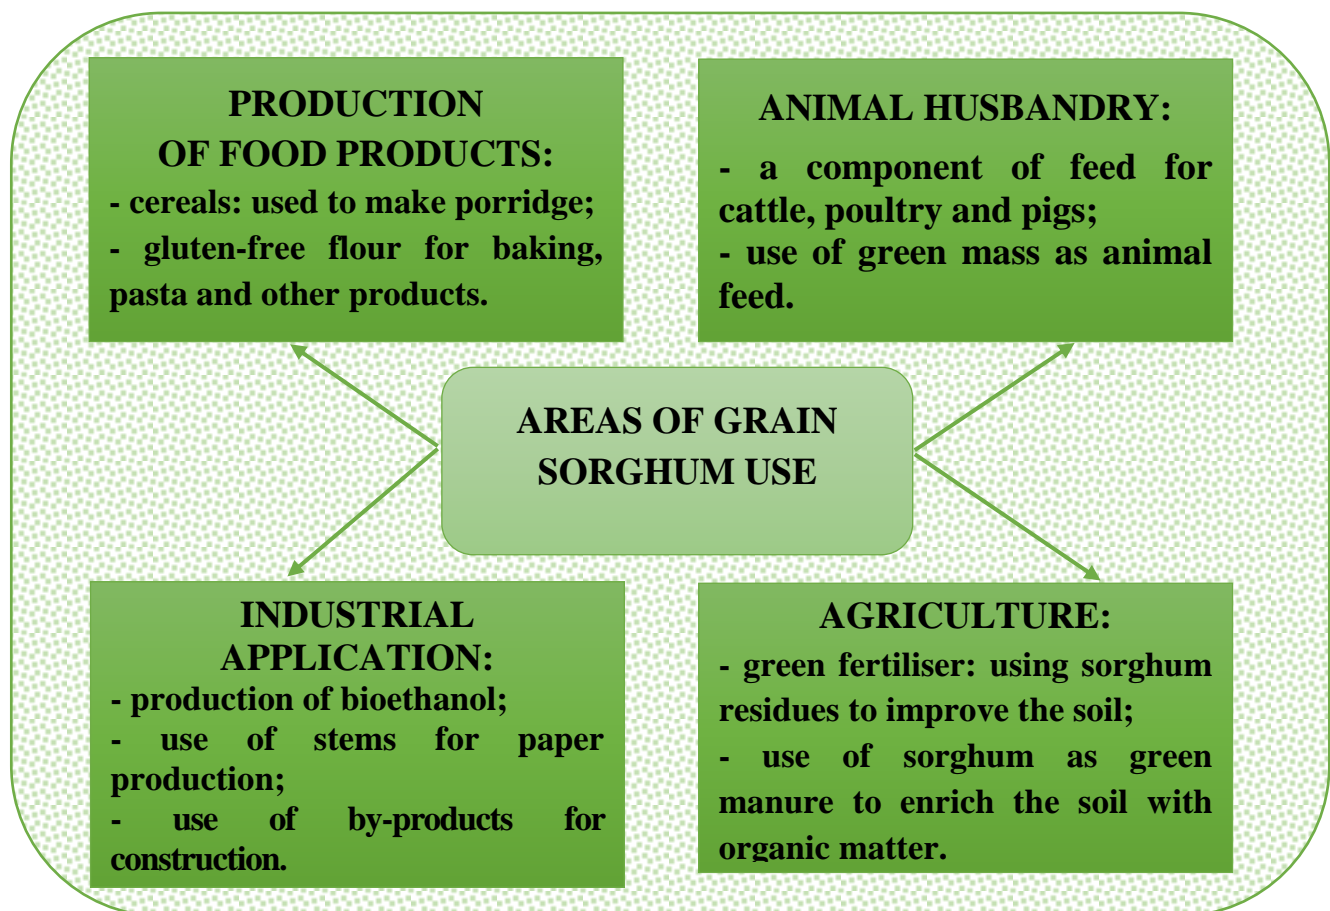 PRODUCTION
OF FOOD PRODUCTS:
- cereals: used to make porridge;
- gluten-free flour for baking,
pasta and other products.
ANIMAL HUSBANDRY:
- a component of feed for
cattle, poultry and pigs;
- use of green mass as animal
feed.
AREAS OF GRAIN
SORGHUM USE
INDUSTRIAL
APPLICATION:
- production of bioethanol;
- use of stems for paper
production;
- use of by-products for
construction.
AGRICULTURE:
- green fertiliser: using sorghum
residues to improve the soil;
- use of sorghum as green
manure to enrich the soil with
organic matter.